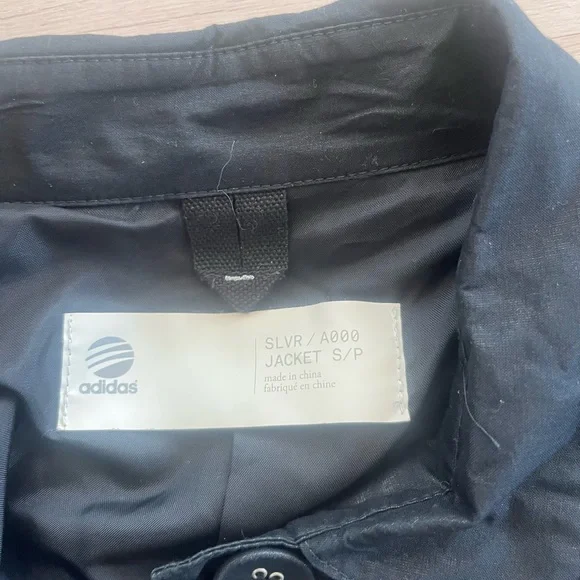 adidas
SLVR / A000
JACKET S/P
made in china
fabriqué en chine